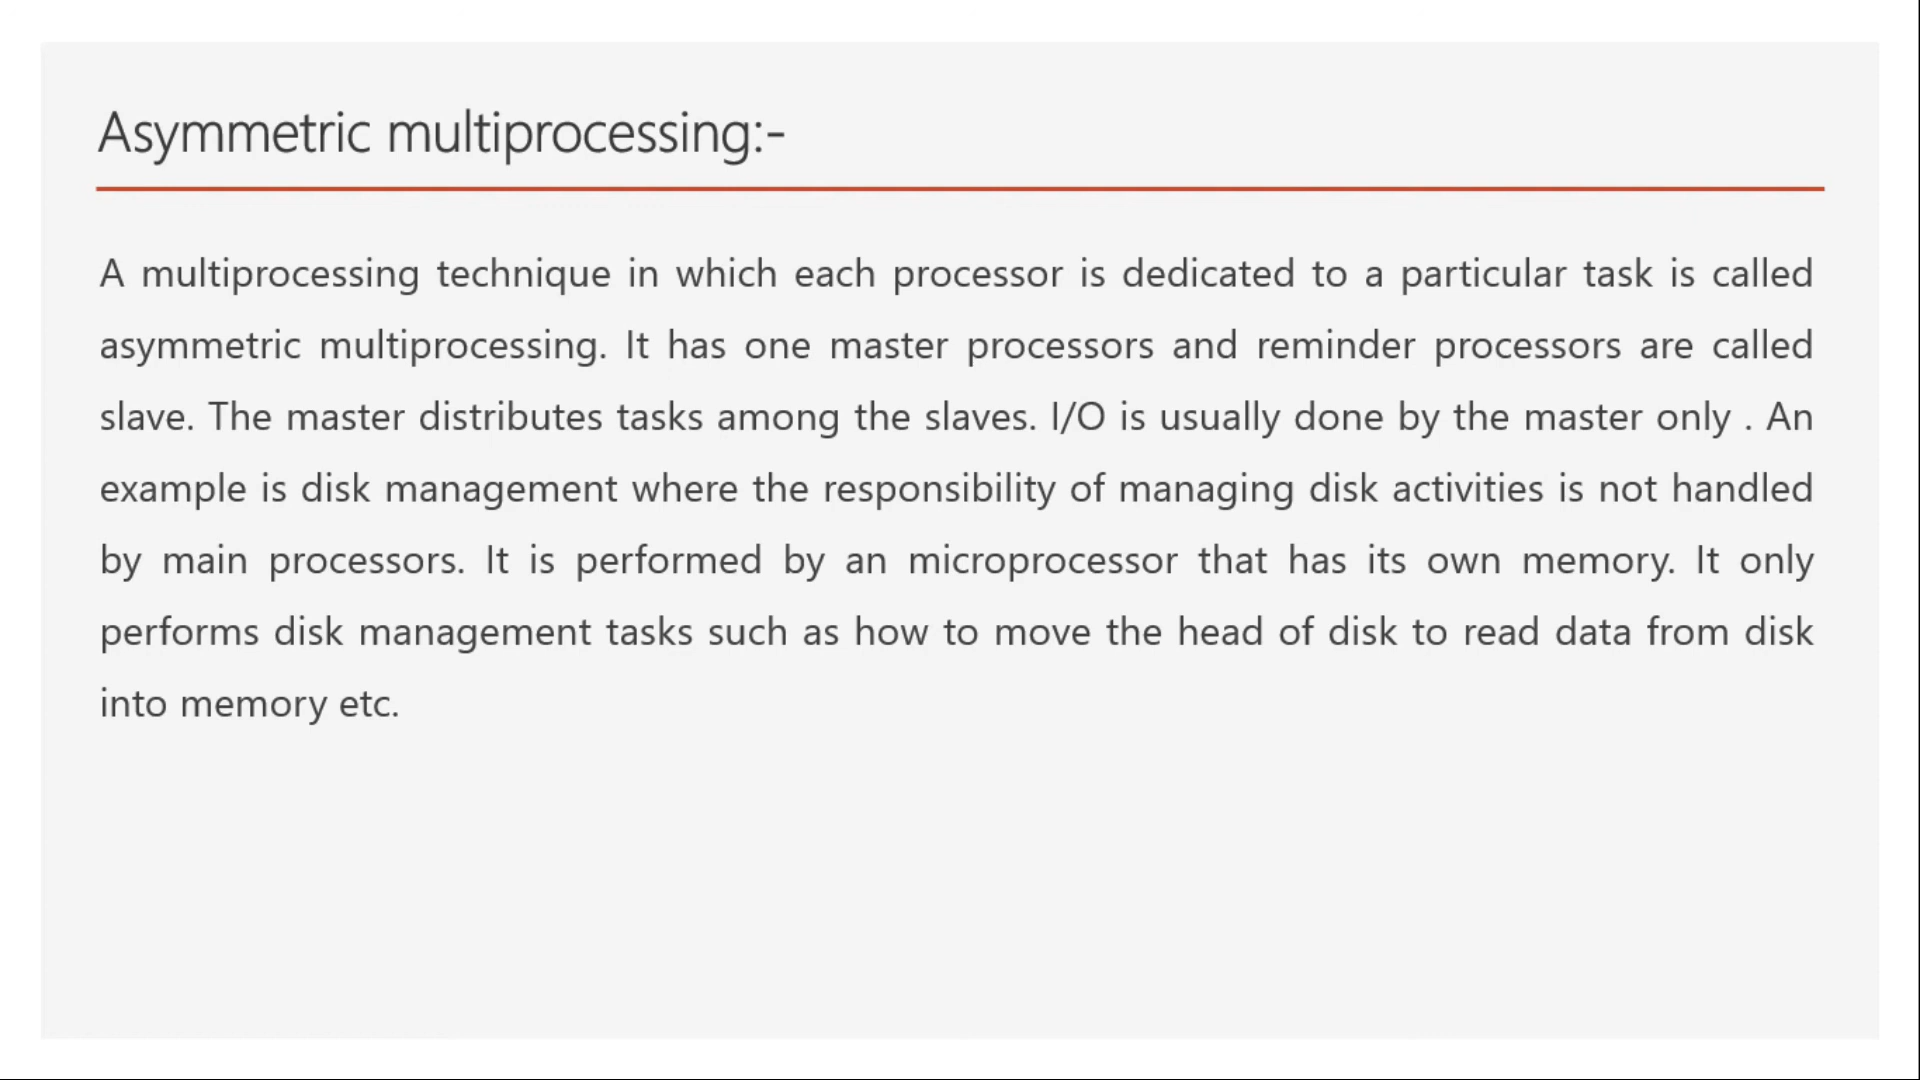 Asymmetric multiprocessing:-
A multiprocessing technique in which each processor is dedicated to a particular task is called
asymmetric multiprocessing. It has one master processors and reminder processors are called
slave. The master distributes tasks among the slaves. I/O is usually done by the master only . An
example is disk management where the responsibility of managing disk activities is not handled
by main processors. It is performed by an microprocessor that has its own memory. It only
performs disk management tasks such as how to move the head of disk to read data from disk
into memory etc.